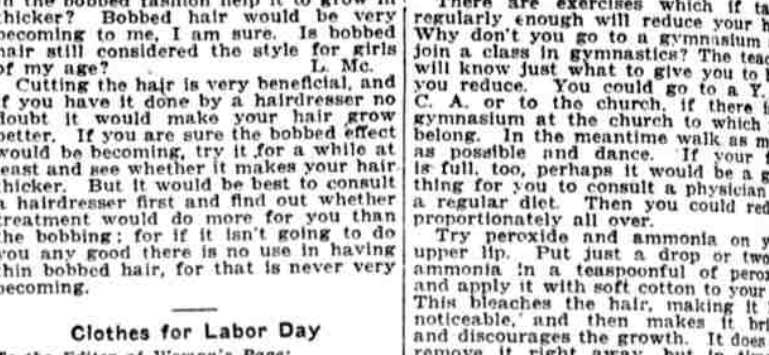 thicker? Bobbed hair would be very
becoming to me, I am sure. Is bobbed
hair still considered the style for girls
of my age? L. Mc.
Cutting the hair is very beneficial, and
if you have it done by a hairdresser no
doubt it would make your hair grow
better. If you are sure the bobbed effect
would be becoming, try it for a while at
least and see whether it makes your hair
thicker. But it would be best to consult
a hairdresser first and find out whether
treatment would do more for you than
the bobbing; for if it isn't going to do
you any good there is no use in having
thin bobbed hair, for that is never very
becoming.
Clothes for Labor Day
To the Editor of Woman's Page:
There are exercises which if
regularly enough will reduce your
Why don't you go to a gymnasium
join a class in gymnastics? The
will know just what to give you to
you reduce. You could go to a Y.
C. A. or to the church, if there
gymnasium at the church to which
belong. In the meantime walk as
as possible and dance. If your
is full, too, perhaps it would be a
thing for you to consult a physician
a regular diet. Then you could
proportionately all over.
Try peroxide and ammonia on
upper lip. Put just a drop or two
ammonia in a teaspoonful of
and apply it with soft cotton to your
This bleaches the hair, making it
noticeable, and then makes it
and discourages the growth. It does
remove it right away, but